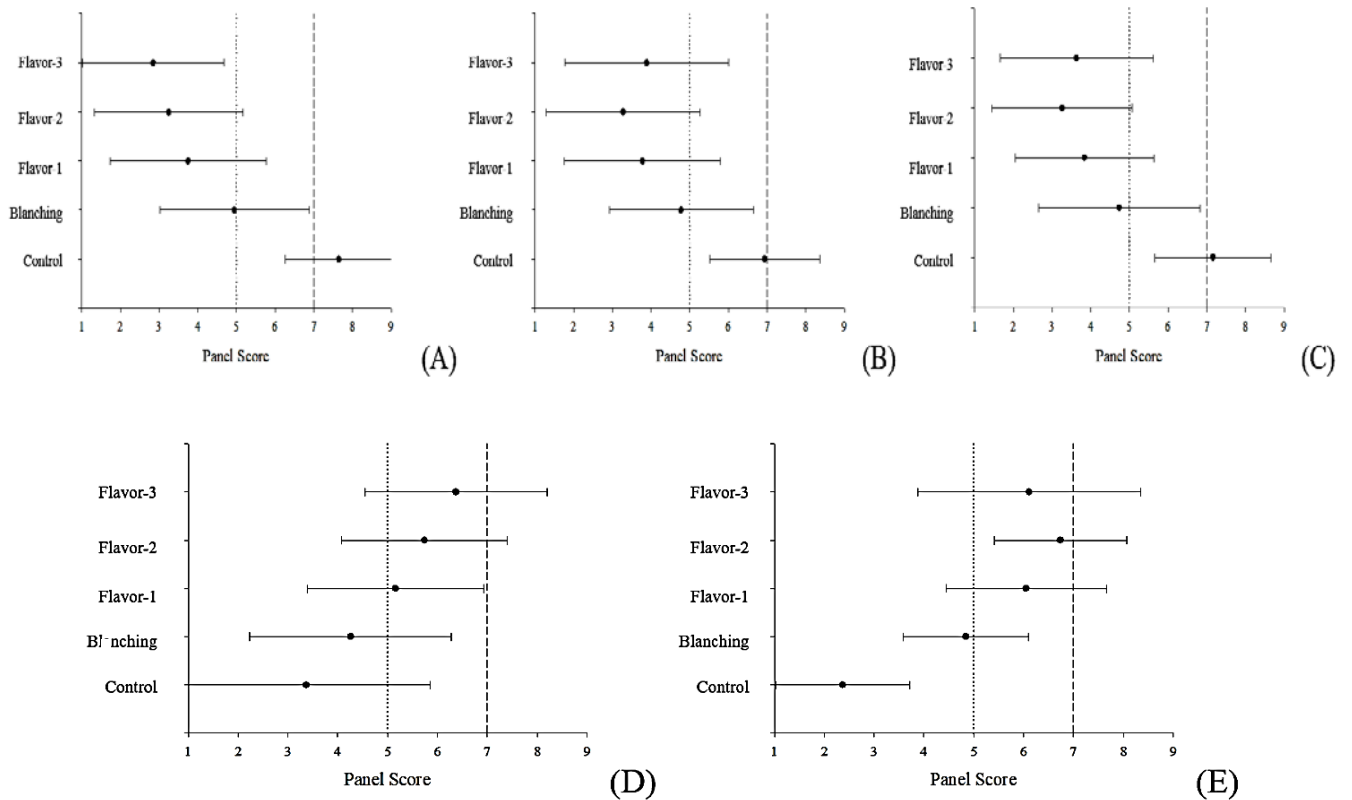 Flavor-3
Flavor-2
Flavor-1
Blanching
Control
1 2 3 4 5 6 7 8 9
Panel Score
(A)
Flavor-3
Flavor-2
Flavor-1
Blanching
Control
1 2 3 4 5 6 7 8 9
Panel Score
(B)
Flavor 3
Flavor 2
Flavor 1
Blanching
Control
1 2 3 4 5 6 7 8 9
Panel Score
(C)
Flavor-3
Flavor-2
Flavor-1
Control
1 2 3 4 5 6 7 8 9
Panel Score
(D)
Flavor-3
Flavor-2
Flavor-1
Blanching
Control
1 2 3 4 5 6 7 8 9
Panel Score
(E)